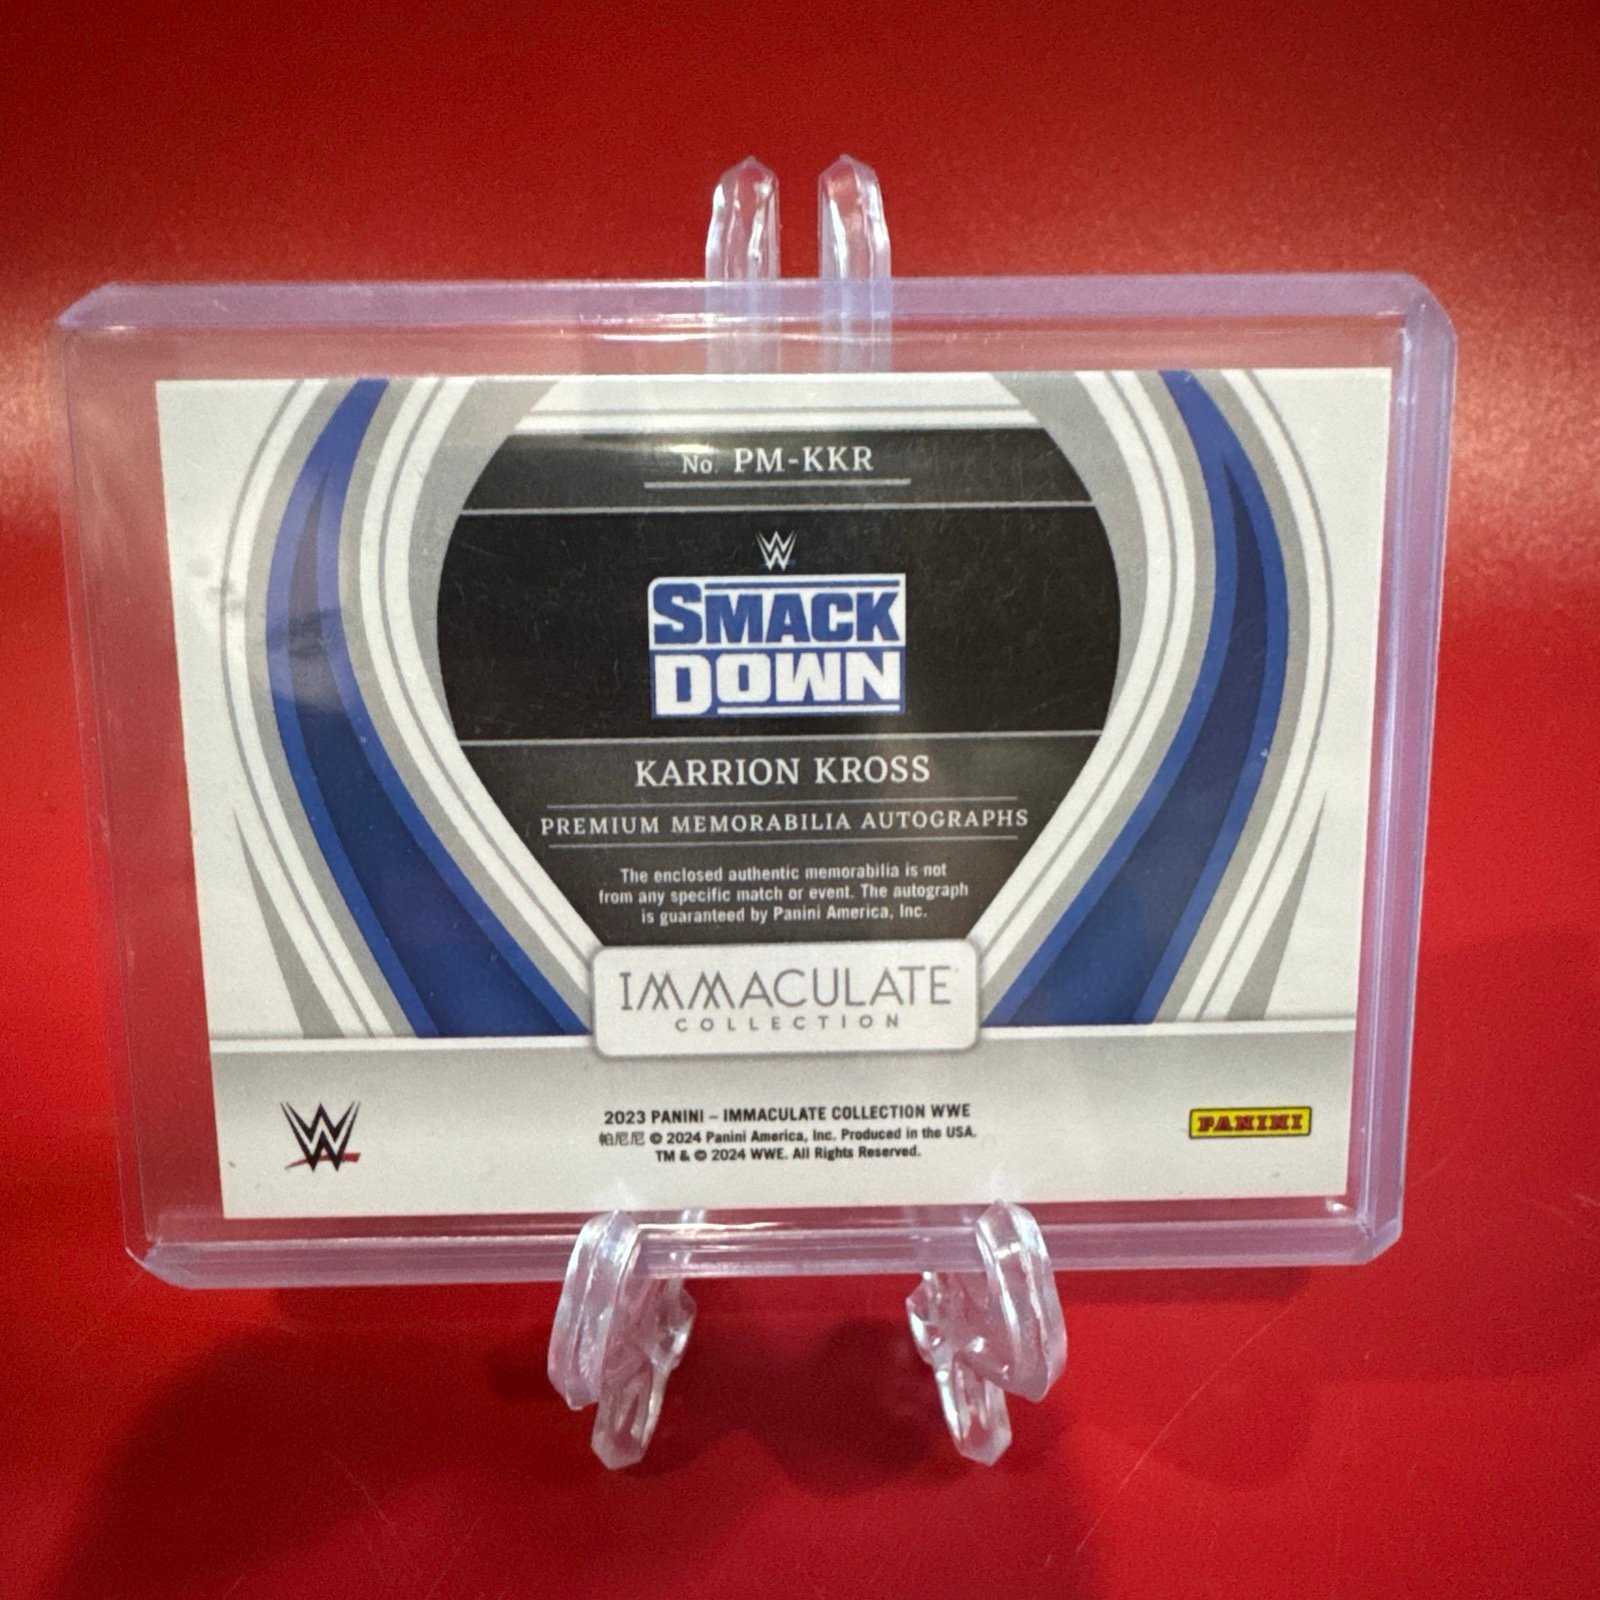 No. PM-KKR
W
SMACK
DOWN
KARRION KROSS
PREMIUM MEMORABILIA AUTOGRAPHS
The enclosed authentic memorabilia is not
from any specific match or event. The autograph
is guaranteed by Panini America, Inc.
IMMACULATE
COLLECTION
W
2023 PANINI – IMMACULATE COLLECTION WWE
帕尼尼 © 2024 Panini America, Inc. Produced in the USA.
TM & © 2024 WWE. All Rights Reserved.
PANINI